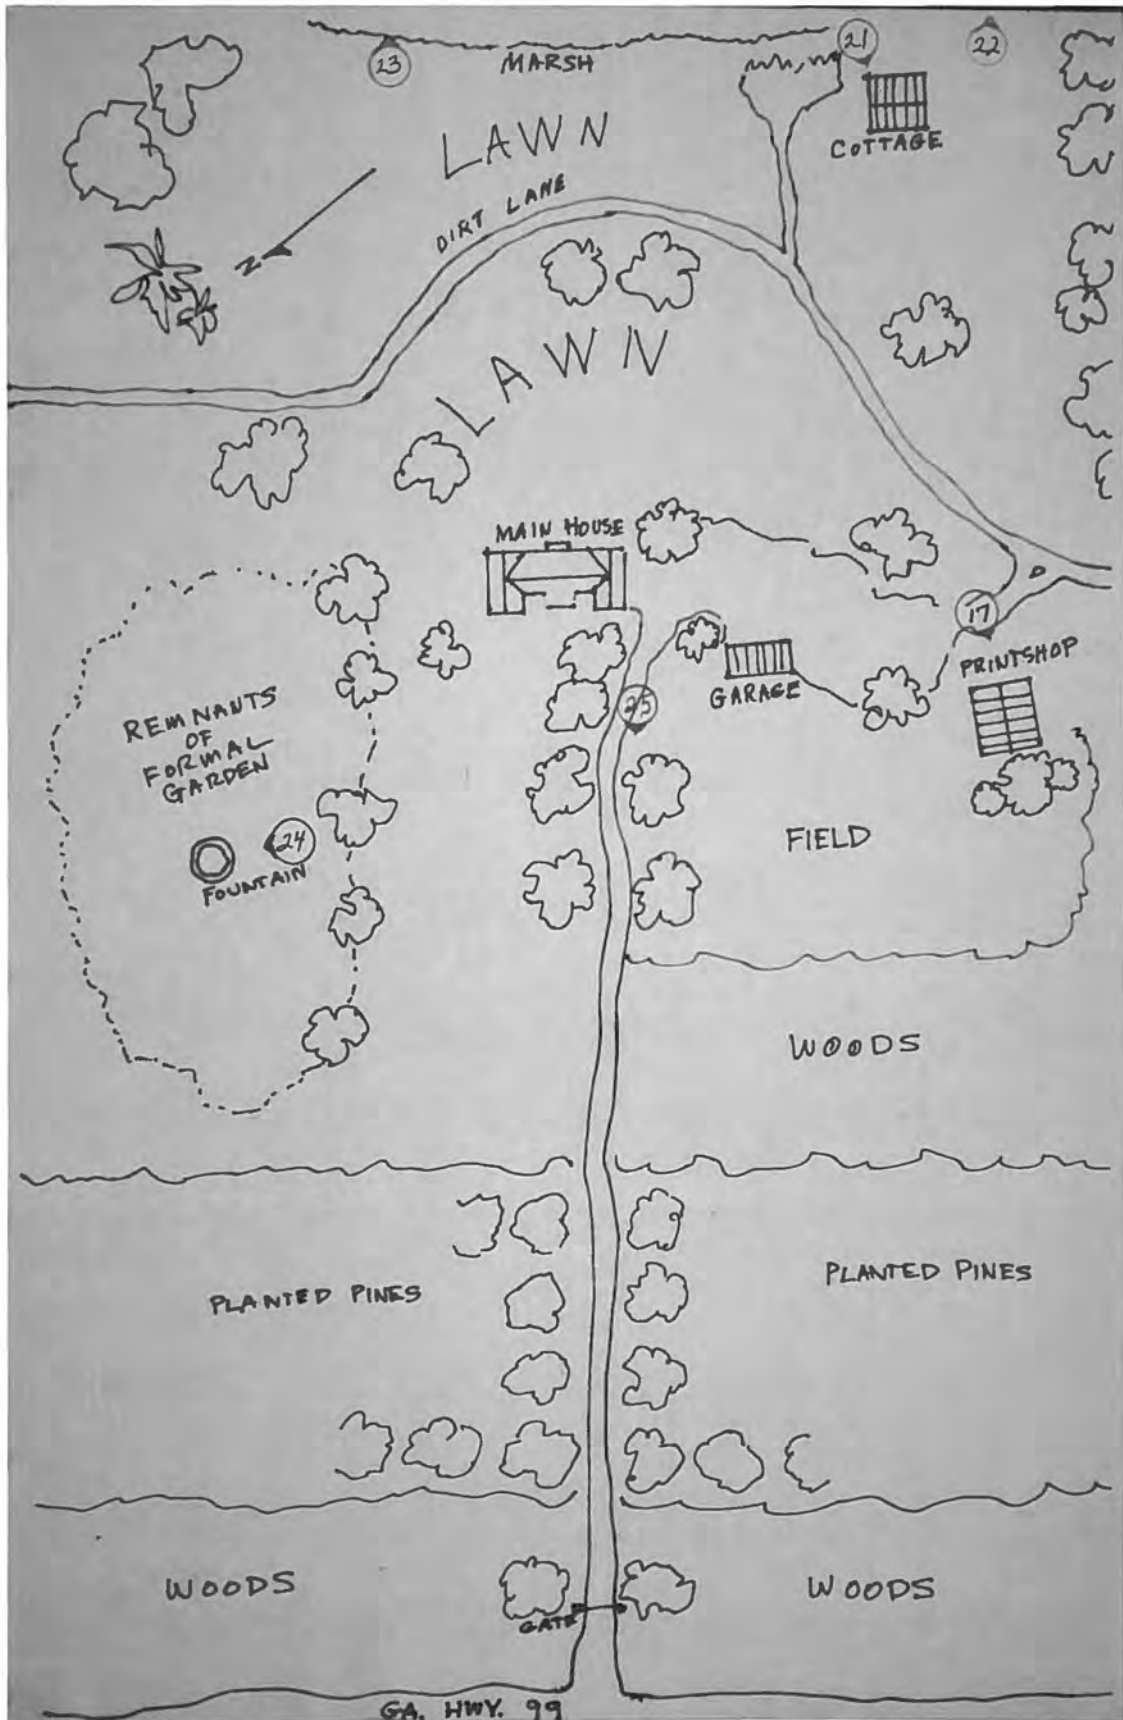 21
22
23
MARSH
COTTAGE
LAWN
DIRT LANE
N
LAWN
MAIN HOUSE
17
PRINTSHOP
GARAGE
25
REMNANTS
OF
FORMAL
GARDEN
24
FOUNTAIN
FIELD
WOODS
PLANTED PINES
PLANTED PINES
WOODS
WOODS
GATE
GA. HWY. 99